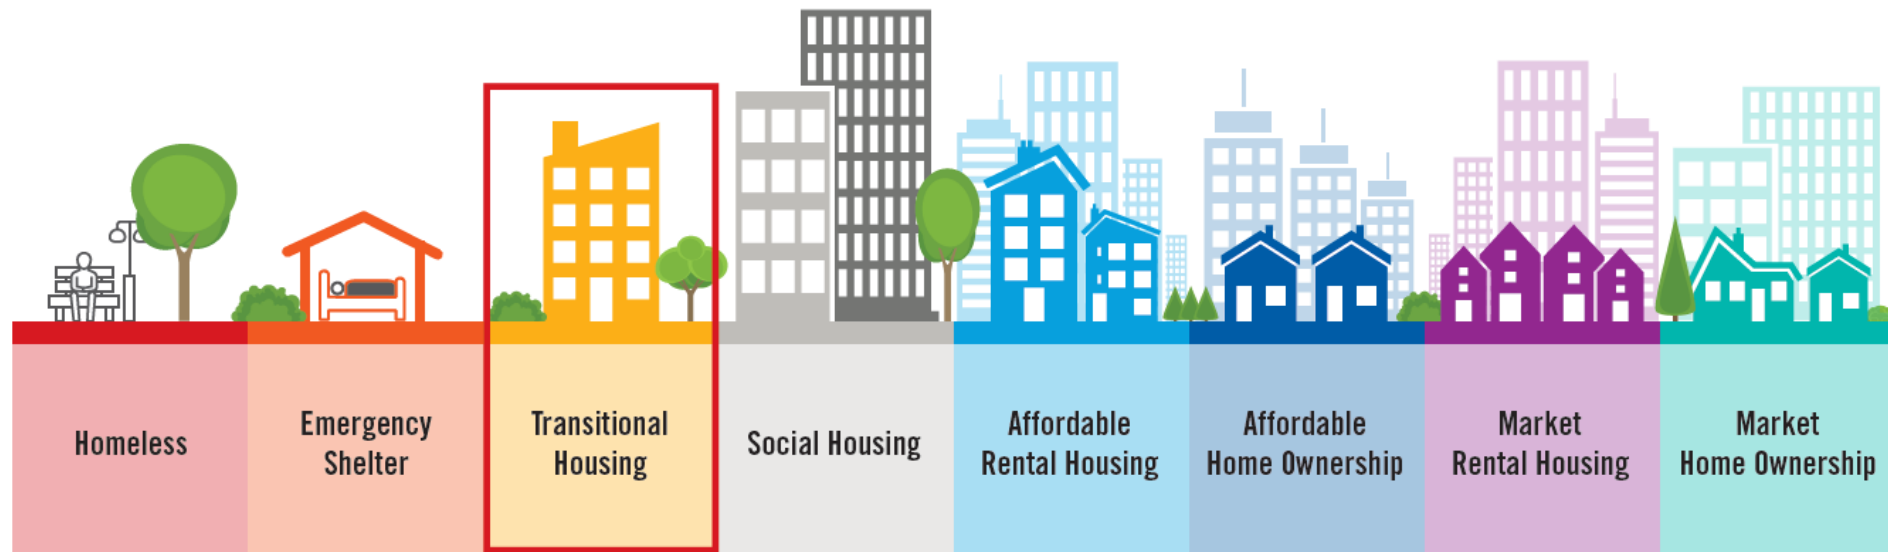 Homeless
Emergency
Shelter
Transitional
Housing
Social Housing
Affordable
Rental Housing
Affordable
Home Ownership
Market
Rental Housing
Market
Home Ownership